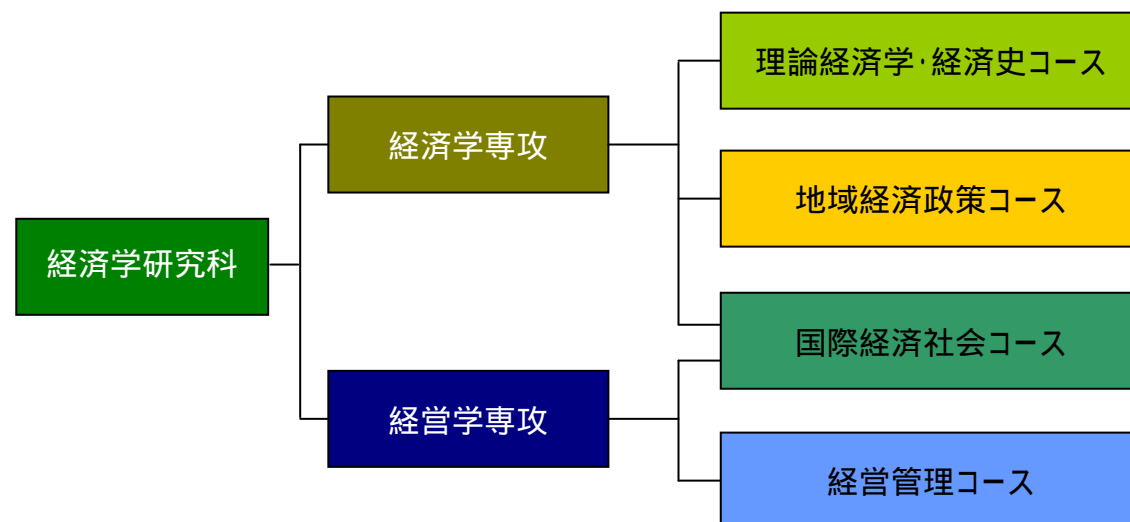 経済学研究科
経済学専攻
経営学専攻
理論経済学·経済史コース
地域経済政策コース
国際経済社会コース
経営管理コース